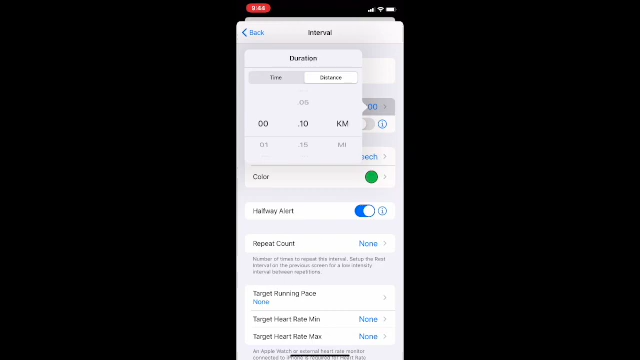 9:44
Back Interval
Duration
Time Distance
.05
00 .10 KM :00
01 .15 MI
eech
Color
Halfway Alert
Repeat Count None
Number of times to repeat this interval. Setup the Rest
Interval on the previous screen for a low intensity
interval between repetitions.
Target Running Pace
None
Target Heart Rate Min None
Target Heart Rate Max None
An Apple Watch or external heart rate monitor
connected to iPhone is required for Heart Rate